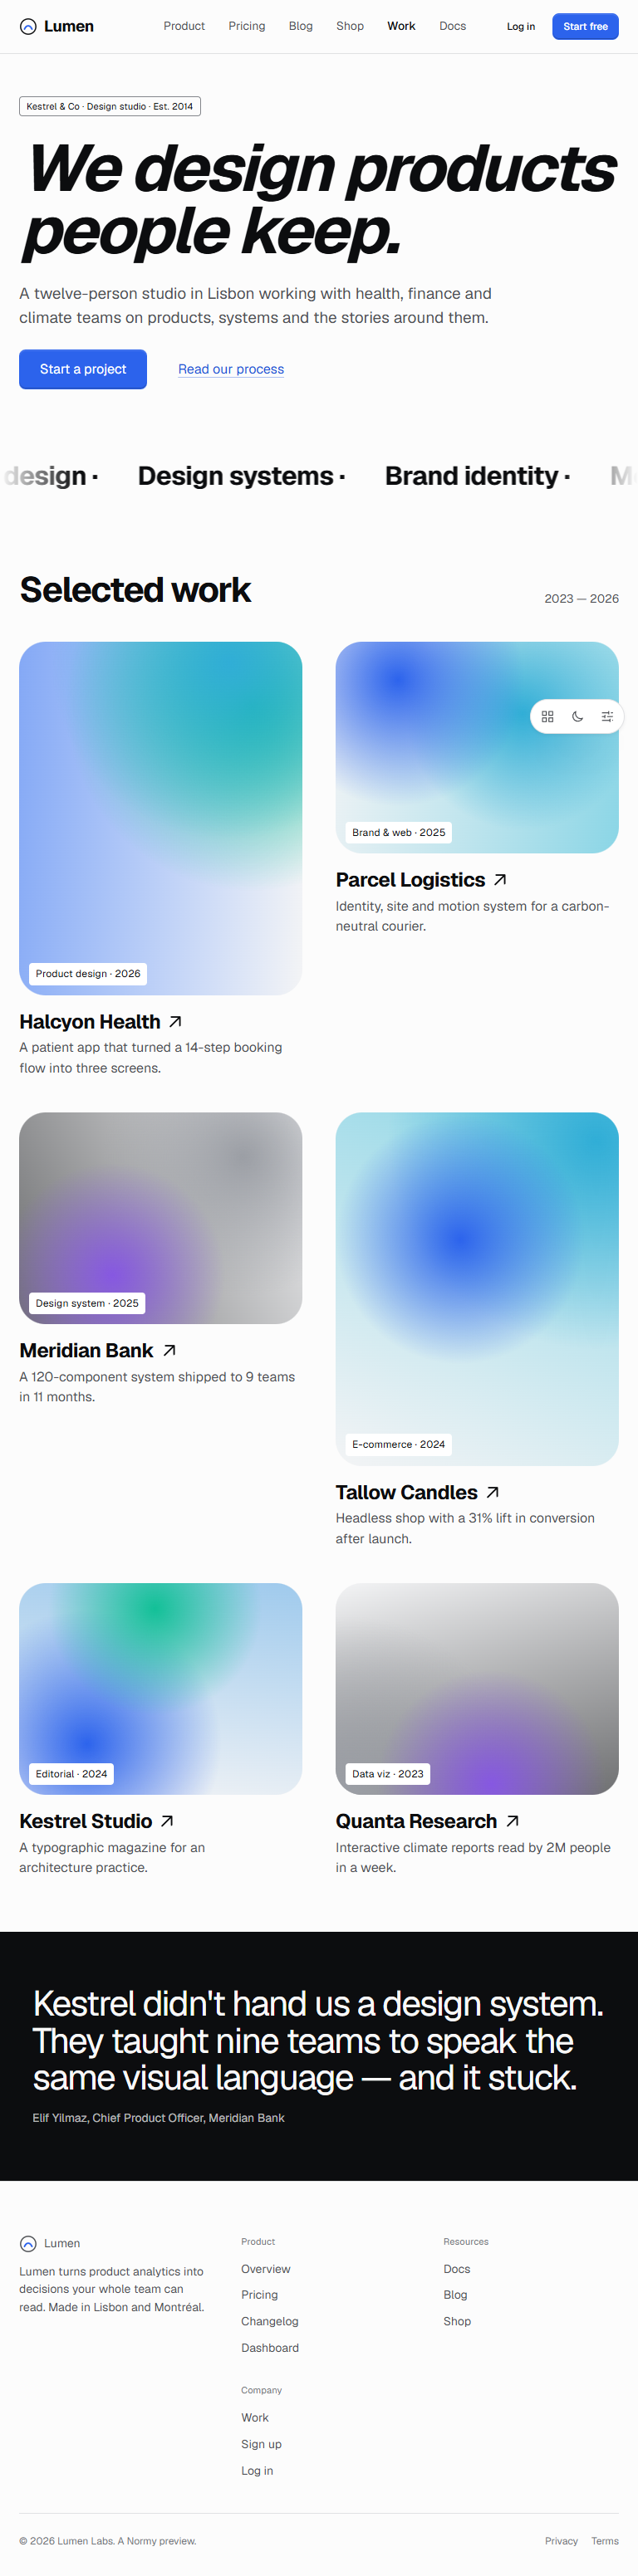 Lumen
Product
Pricing
Blog
Shop
Work
Docs
Log in
Start free
Kestrel & Co · Design studio · Est. 2014
We design products
people keep.
A twelve-person studio in Lisbon working with health, finance and
climate teams on products, systems and the stories around them.
Start a project
Read our process
design ·
Design systems ·
Brand identity ·
Selected work
2023 — 2026
Product design · 2026
Halcyon Health
A patient app that turned a 14-step booking
flow into three screens.
Brand & web · 2025
Parcel Logistics
Identity, site and motion system for a carbon-
neutral courier.
Design system · 2025
Meridian Bank
A 120-component system shipped to 9 teams
in 11 months.
E-commerce · 2024
Tallow Candles
Headless shop with a 31% lift in conversion
after launch.
Editorial · 2024
Kestrel Studio
A typographic magazine for an
architecture practice.
Data viz · 2023
Quanta Research
Interactive climate reports read by 2M people
in a week.
Kestrel didn't hand us a design system.
They taught nine teams to speak the
same visual language — and it stuck.
Elif Yilmaz, Chief Product Officer, Meridian Bank
Lumen
Lumen turns product analytics into
decisions your whole team can
read. Made in Lisbon and Montréal.
Product
Overview
Pricing
Changelog
Dashboard
Resources
Docs
Blog
Shop
Company
Work
Sign up
Log in
© 2026 Lumen Labs. A Normy preview.
Privacy
Terms